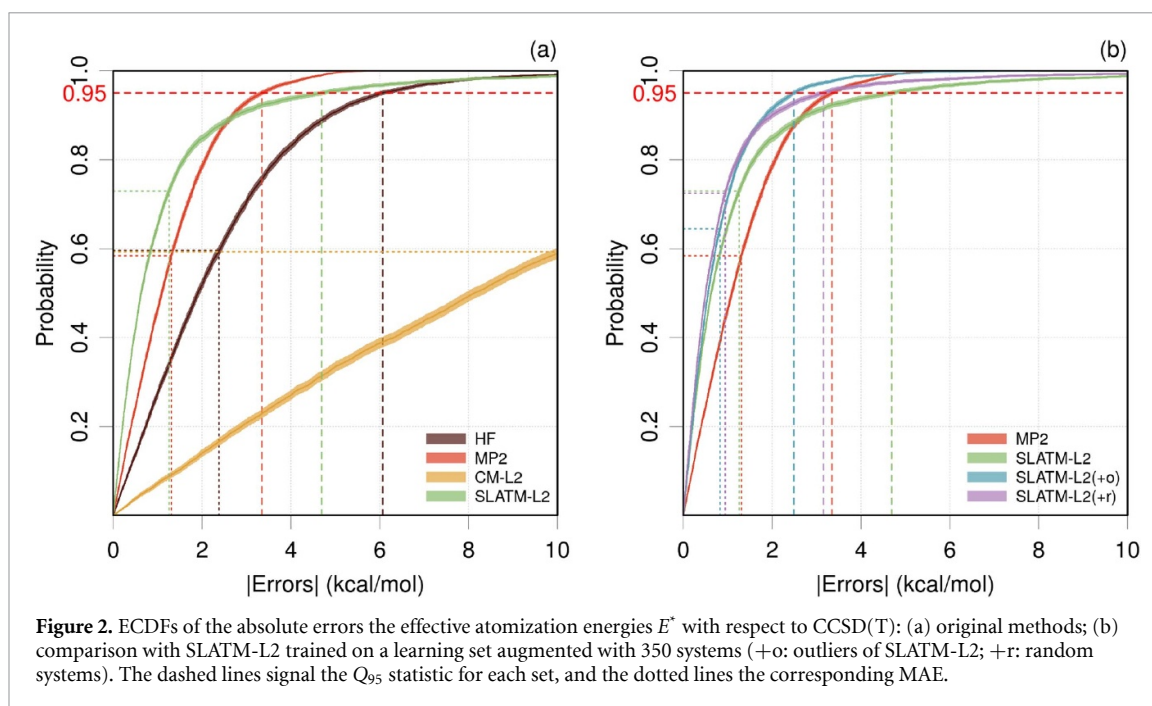 (a)
1.0
0.95
0.8
0.6
0.4
0.2
Probability
HF
MP2
CM-L2
SLATM-L2
0 2 4 6 8 10
|Errors| (kcal/mol)
(b)
1.0
0.95
0.8
0.6
0.4
0.2
Probability
MP2
SLATM-L2
SLATM-L2(+o)
SLATM-L2(+r)
0 2 4 6 8 10
|Errors| (kcal/mol)
Figure 2. ECDFs of the absolute errors the effective atomization energies E* with respect to CCSD(T): (a) original methods; (b)
comparison with SLATM-L2 trained on a learning set augmented with 350 systems (+o: outliers of SLATM-L2; +r: random
systems). The dashed lines signal the Q95 statistic for each set, and the dotted lines the corresponding MAE.